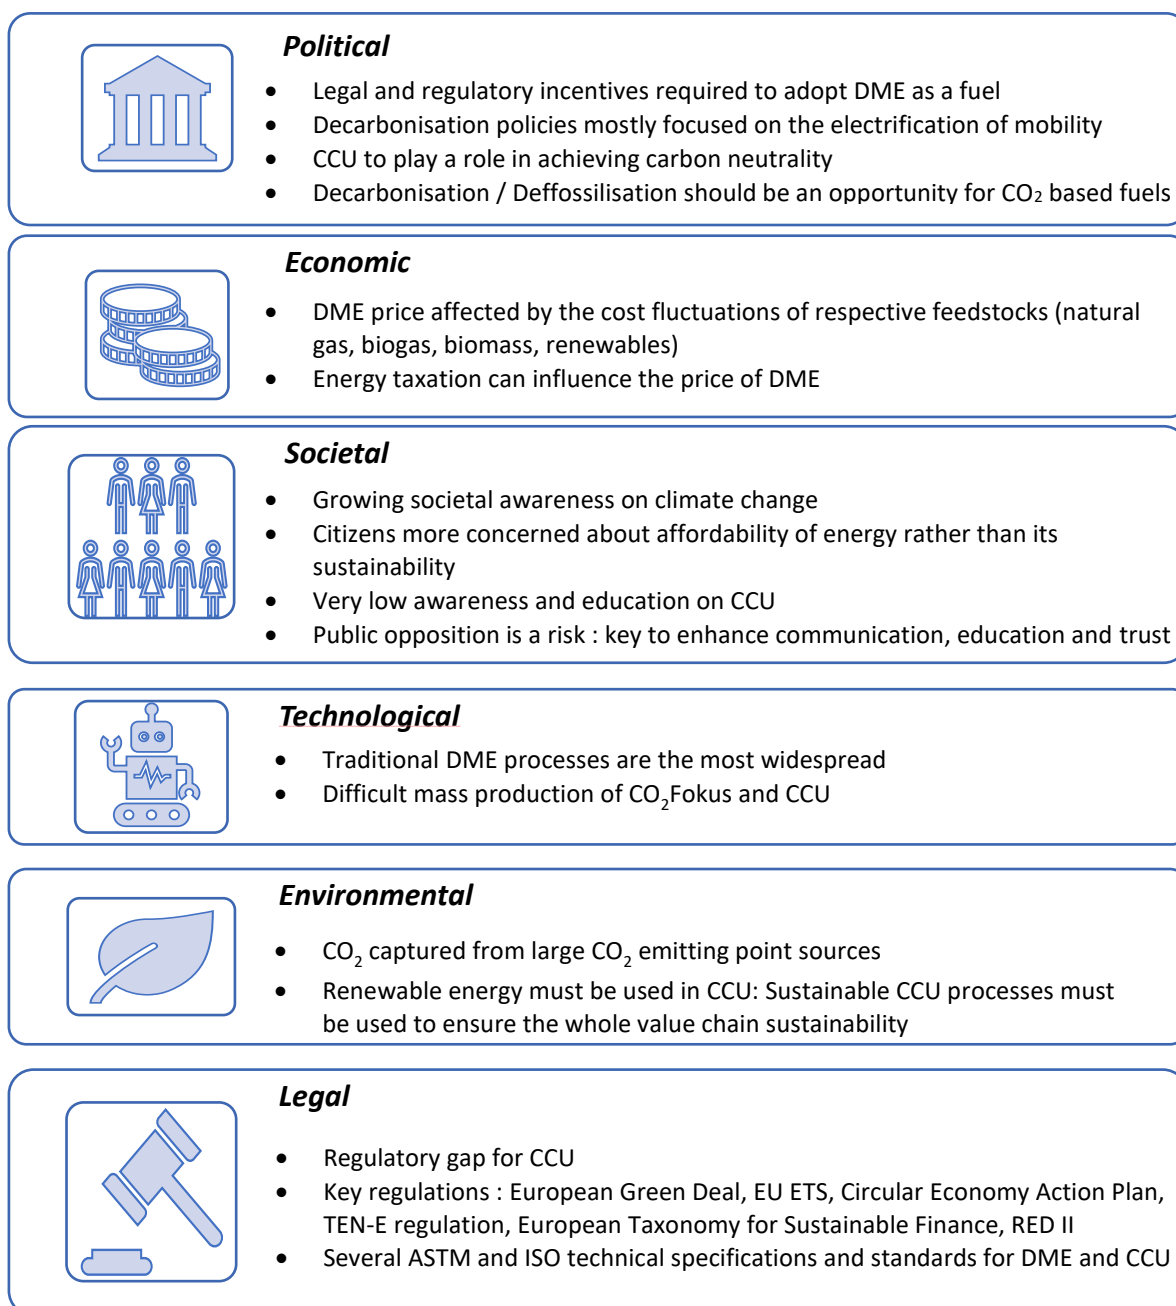 Political
• Legal and regulatory incentives required to adopt DME as a fuel
• Decarbonisation policies mostly focused on the electrification of mobility
• CCU to play a role in achieving carbon neutrality
• Decarbonisation / Deffossilisation should be an opportunity for CO2 based fuels
Economic
• DME price affected by the cost fluctuations of respective feedstocks (natural
gas, biogas, biomass, renewables)
• Energy taxation can influence the price of DME
Societal
• Growing societal awareness on climate change
• Citizens more concerned about affordability of energy rather than its
sustainability
• Very low awareness and education on CCU
• Public opposition is a risk : key to enhance communication, education and trust
Technological
• Traditional DME processes are the most widespread
• Difficult mass production of CO2Fokus and CCU
Environmental
• CO2 captured from large CO2 emitting point sources
• Renewable energy must be used in CCU: Sustainable CCU processes must
be used to ensure the whole value chain sustainability
Legal
• Regulatory gap for CCU
• Key regulations : European Green Deal, EU ETS, Circular Economy Action Plan,
TEN-E regulation, European Taxonomy for Sustainable Finance, RED II
• Several ASTM and ISO technical specifications and standards for DME and CCU